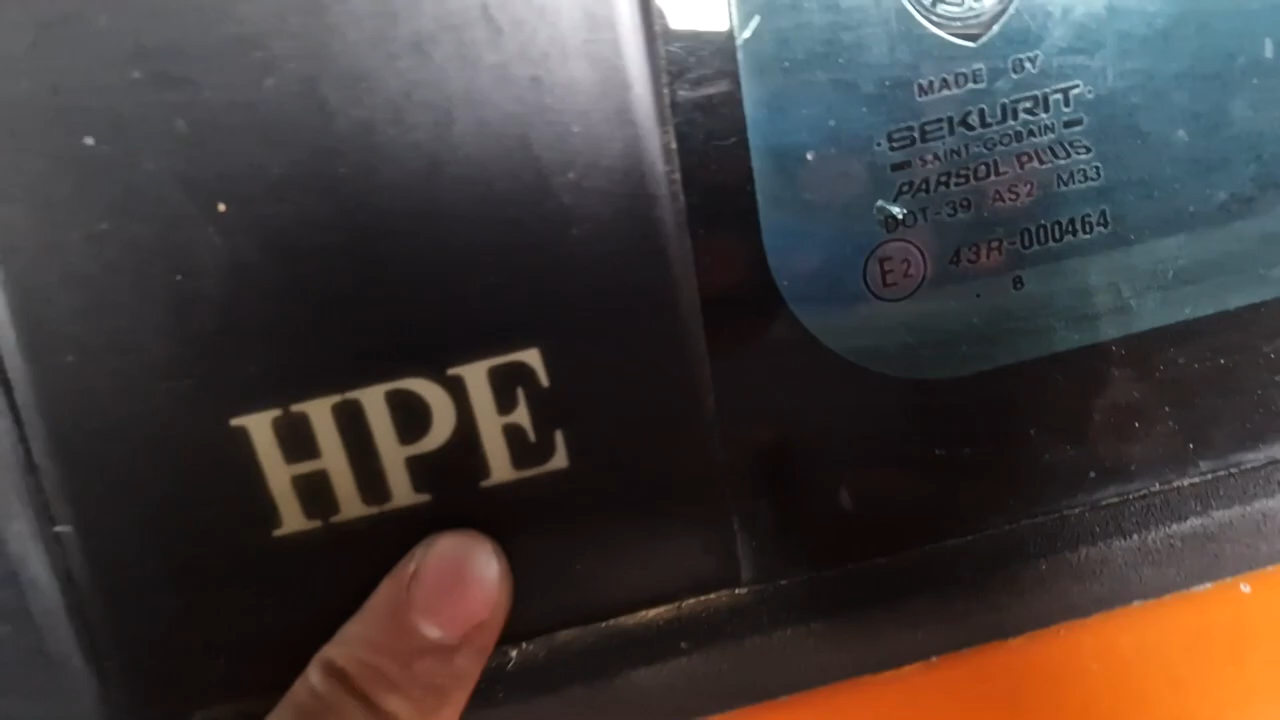 MADE BY
SEKURIT
SAINT-GOBAIN
PARSOL PLUS
DOT-39 AS2 M33
E2 43R-000464
. 8
HPE